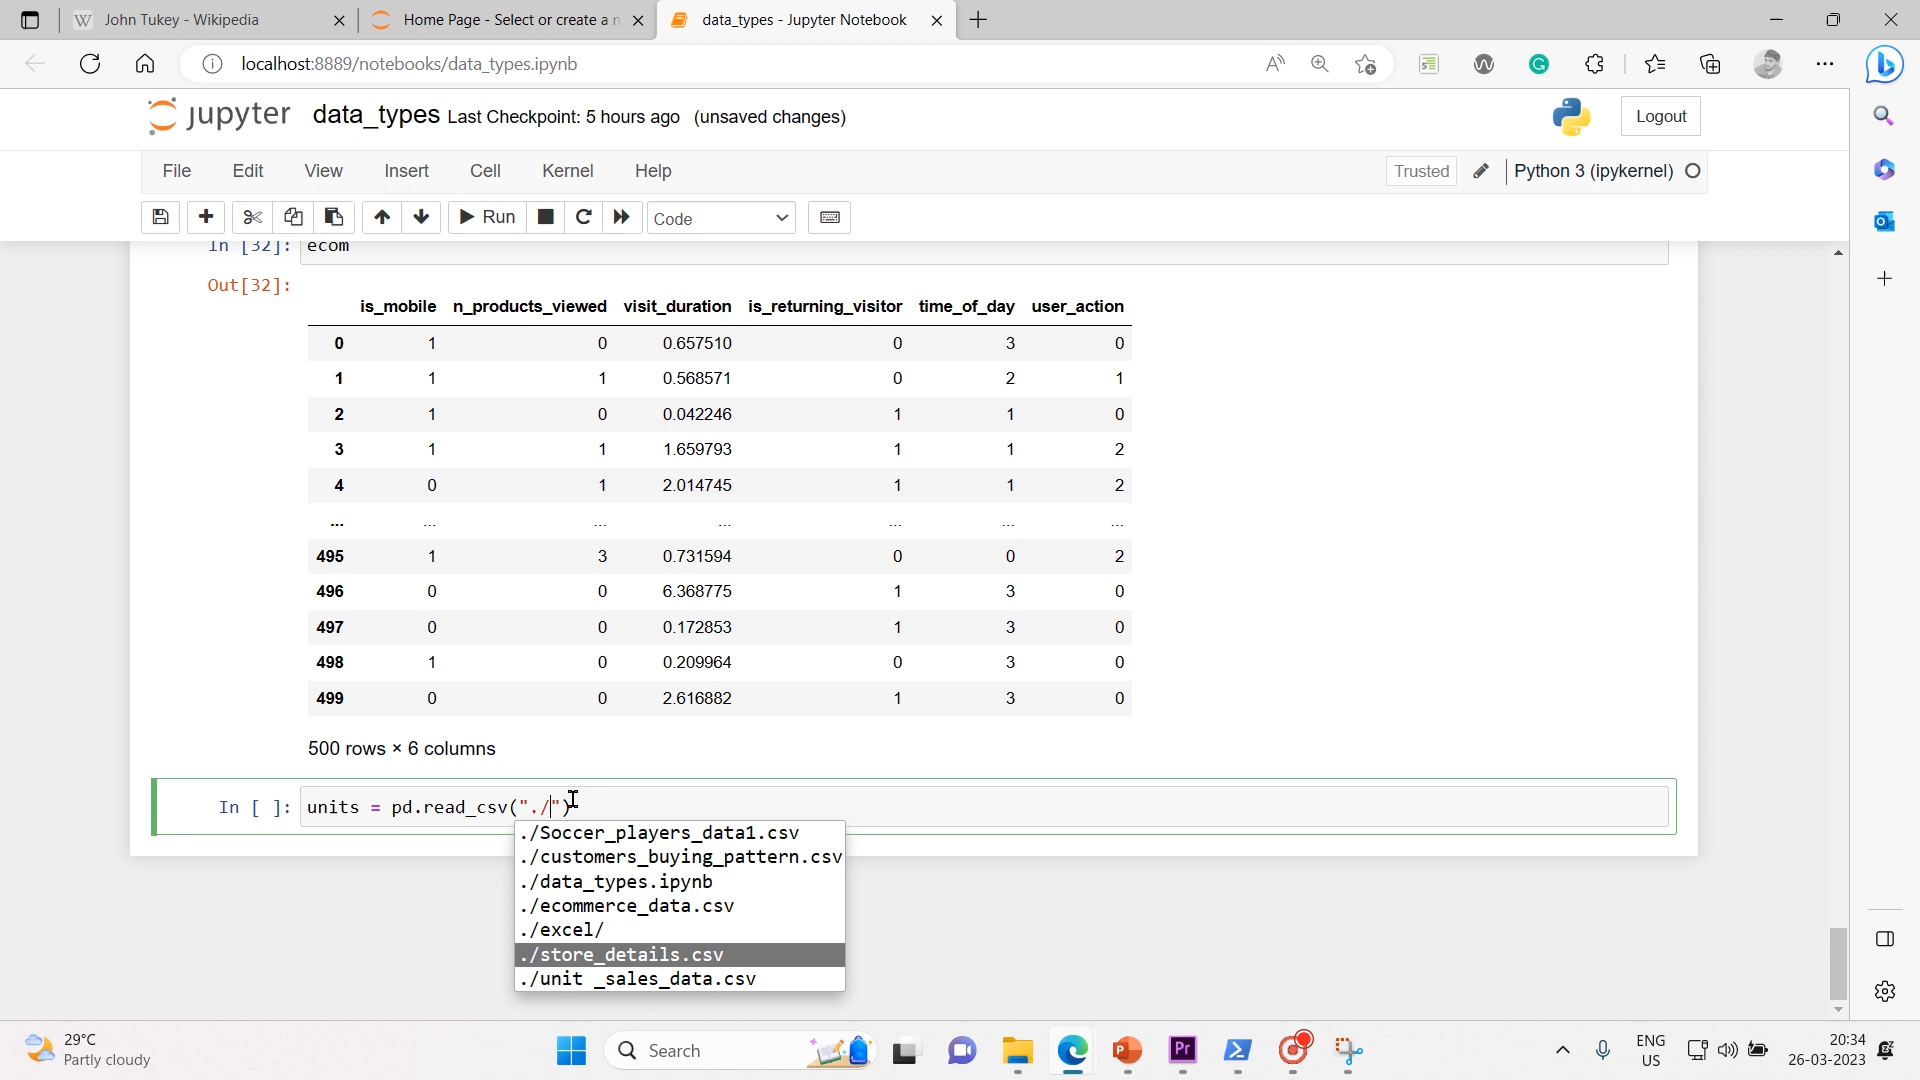 John Tukey - Wikipedia
Home Page - Select or create a n
data_types - Jupyter Notebook
localhost:8889/notebooks/data_types.ipynb
jupyter data_types Last Checkpoint: 5 hours ago (unsaved changes)
Logout
File Edit View Insert Cell Kernel Help
Trusted Python 3 (ipykernel)
Run Code
In [32]: ecom
Out[32]:
is_mobile n_products_viewed visit_duration is_returning_visitor time_of_day user_action
0 1 0 0.657510 0 3 0
1 1 1 0.568571 0 2 1
2 1 0 0.042246 1 1 0
3 1 1 1.659793 1 1 2
4 0 1 2.014745 1 1 2
... ... ... ... ... ... ...
495 1 3 0.731594 0 0 2
496 0 0 6.368775 1 3 0
497 0 0 0.172853 1 3 0
498 1 0 0.209964 0 3 0
499 0 0 2.616882 1 3 0
500 rows × 6 columns
In [ ]: units = pd.read_csv("./")
./Soccer_players_data1.csv
./customers_buying_pattern.csv
./data_types.ipynb
./ecommerce_data.csv
./excel/
./store_details.csv
./unit _sales_data.csv
29°C
Partly cloudy
Search
Pr
ENG
US
20:34
26-03-2023